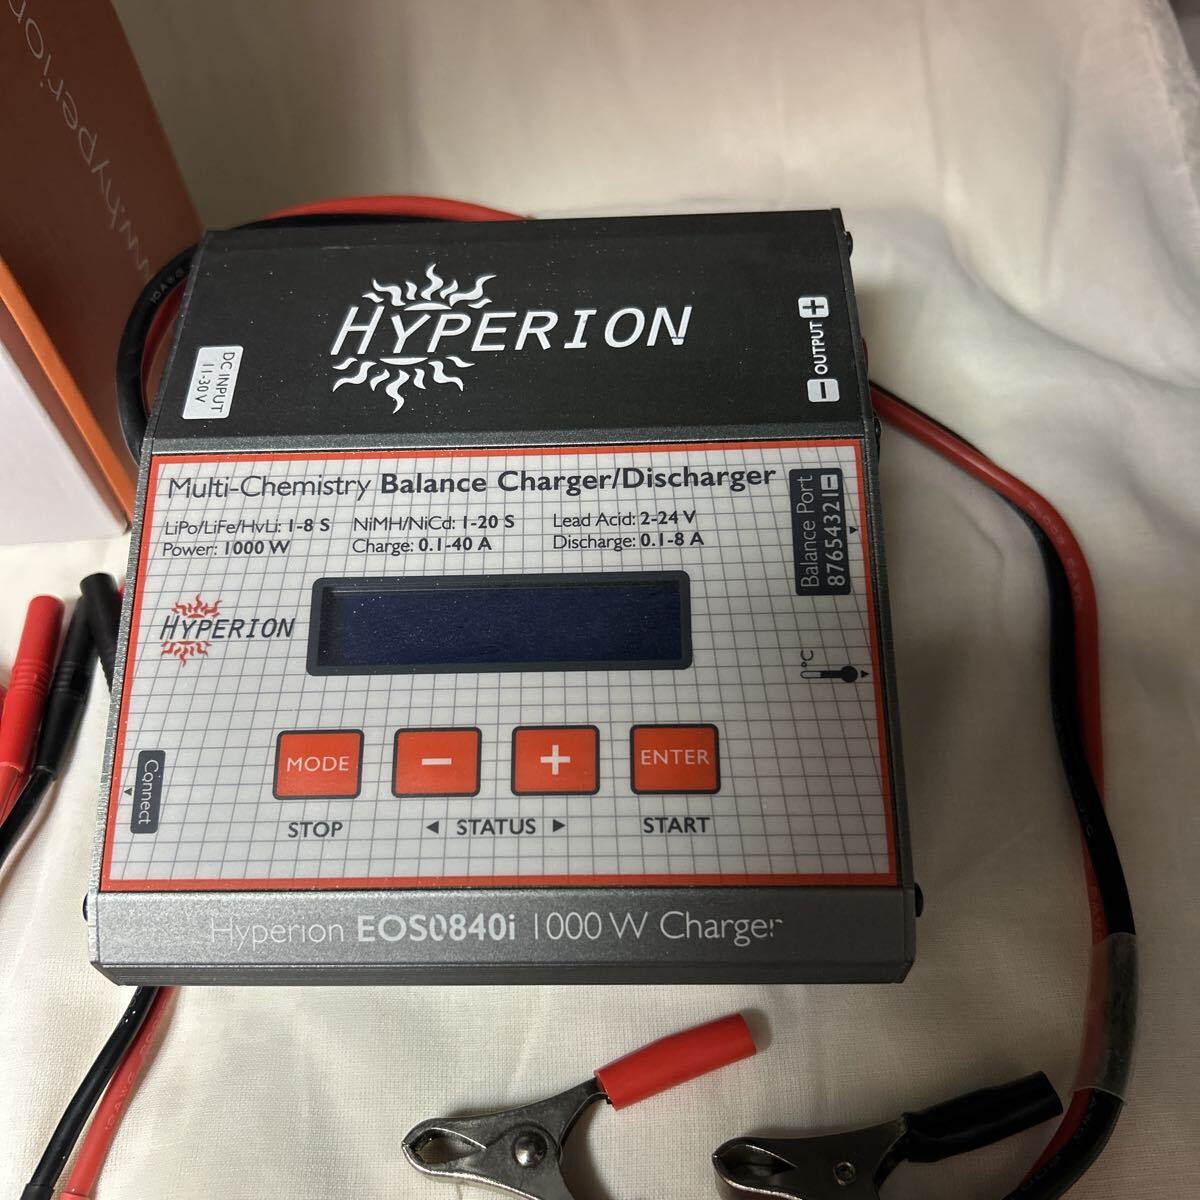 w.hyperion
HYPERION
DC INPUT
11-30V
OUTPUT
Multi-Chemistry Balance Charger/Discharger
LiPo/LiFe/HvLi: 1-8 S NiMH/NiCd: 1-20 S Lead Acid: 2-24 V
Power: 1000 W Charge: 0.1-40 A Discharge: 0.1-8 A
Balance Port
87654321
HYPERION
°C
MODE - + ENTER
STOP ◄ STATUS ► START
Connect
Hyperion EOS0840i 1000 W Charger